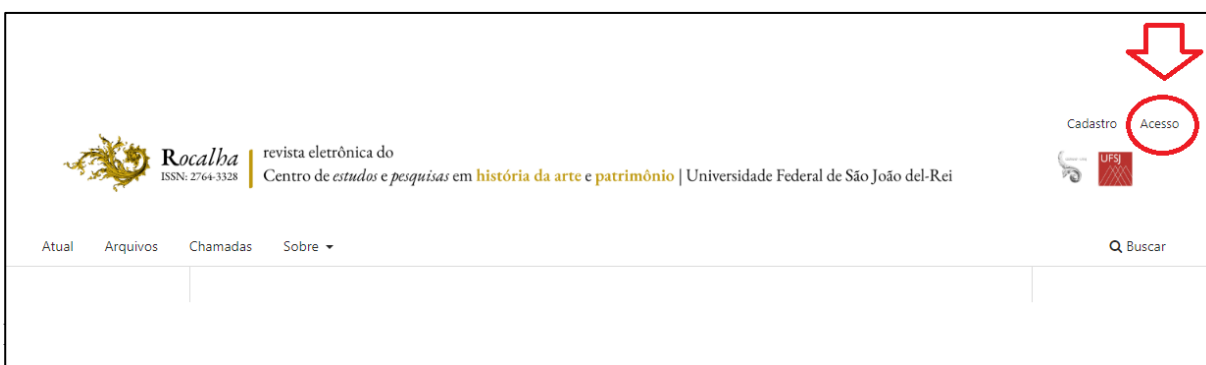 Cadastro Acesso
Rocalha
ISSN: 2764-3328
revista eletrônica do
Centro de estudos e pesquisas em história da arte e patrimônio | Universidade Federal de São João del-Rei
UFSJ
Atual Arquivos Chamadas Sobre
Buscar